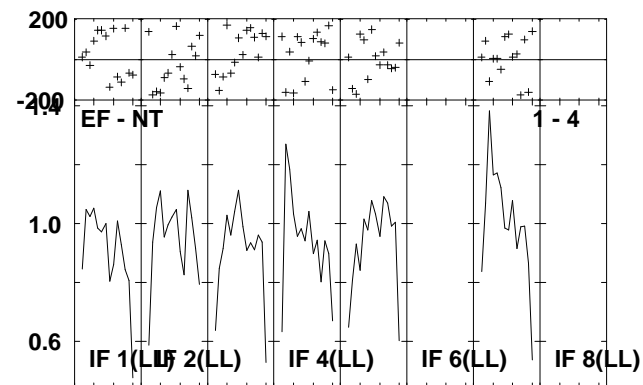 200
-200
1.4
EF - NT 1 - 4
1.0
0.6
IF 1(LL) IF 2(LL) IF 4(LL) IF 6(LL) IF 8(LL)